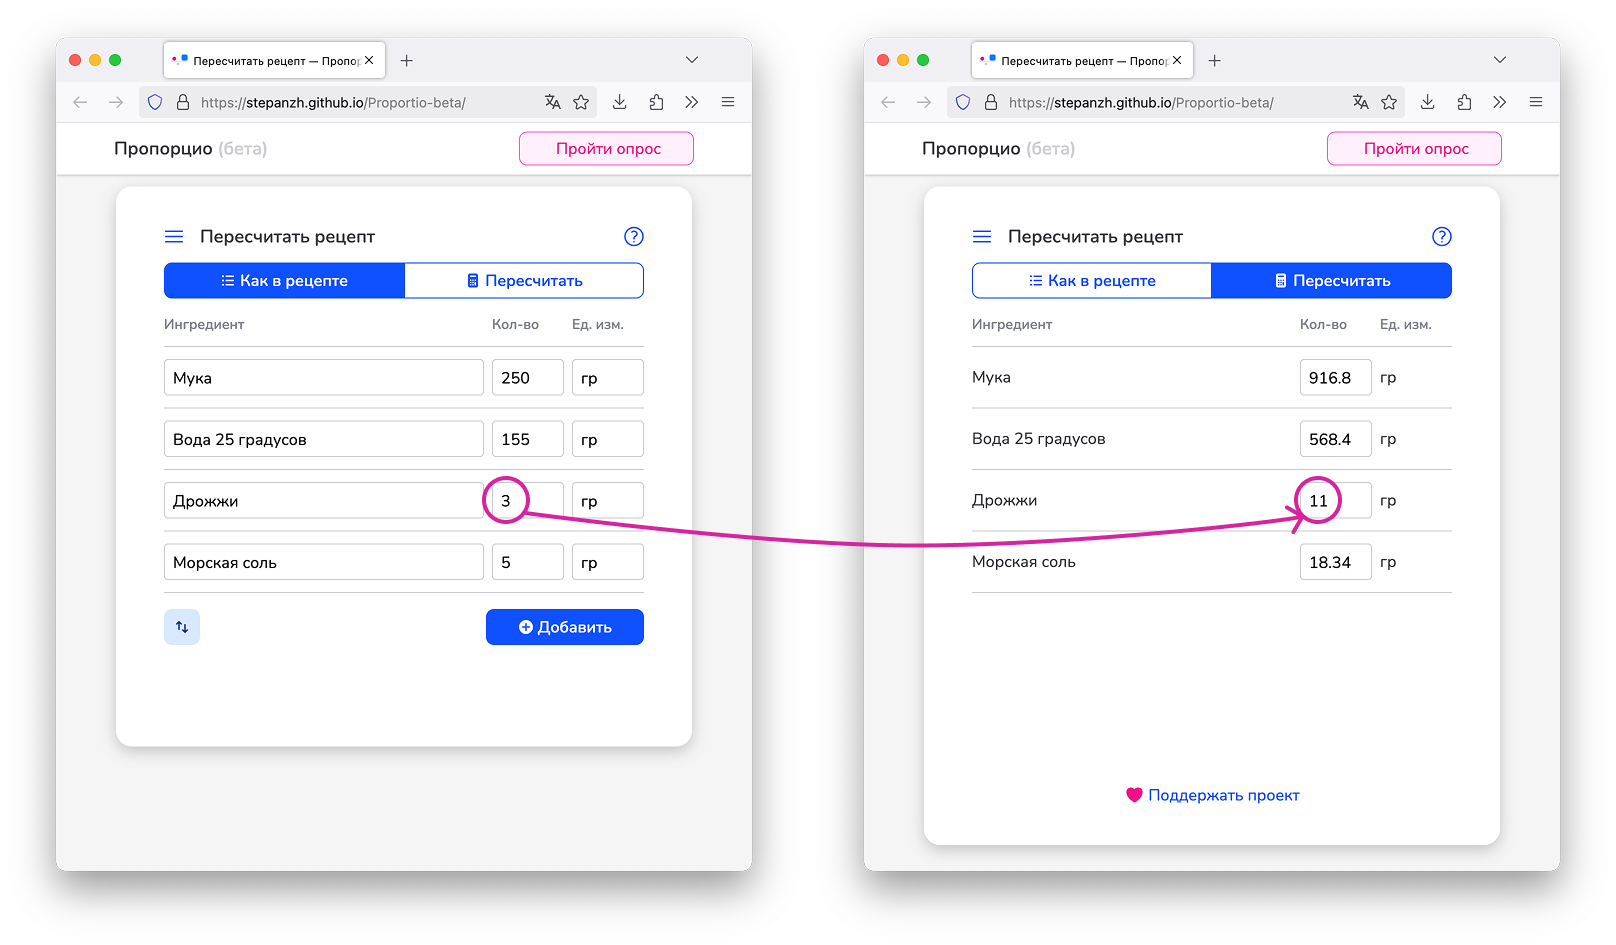 Пересчитать рецепт — Пропор
https://stepanzh.github.io/Proportio-beta/
Пропорцио (бета)
Пройти опрос
Пересчитать рецепт
Как в рецепте
Пересчитать
Ингредиент Кол-во Ед. изм.
Мука 250 гр
Вода 25 градусов 155 гр
Дрожжи 3 гр
Морская соль 5 гр
Добавить
Пересчитать рецепт — Пропор
https://stepanzh.github.io/Proportio-beta/
Пропорцио (бета)
Пройти опрос
Пересчитать рецепт
Как в рецепте
Пересчитать
Ингредиент Кол-во Ед. изм.
Мука 916.8 гр
Вода 25 градусов 568.4 гр
Дрожжи 11 гр
Морская соль 18.34 гр
Поддержать проект